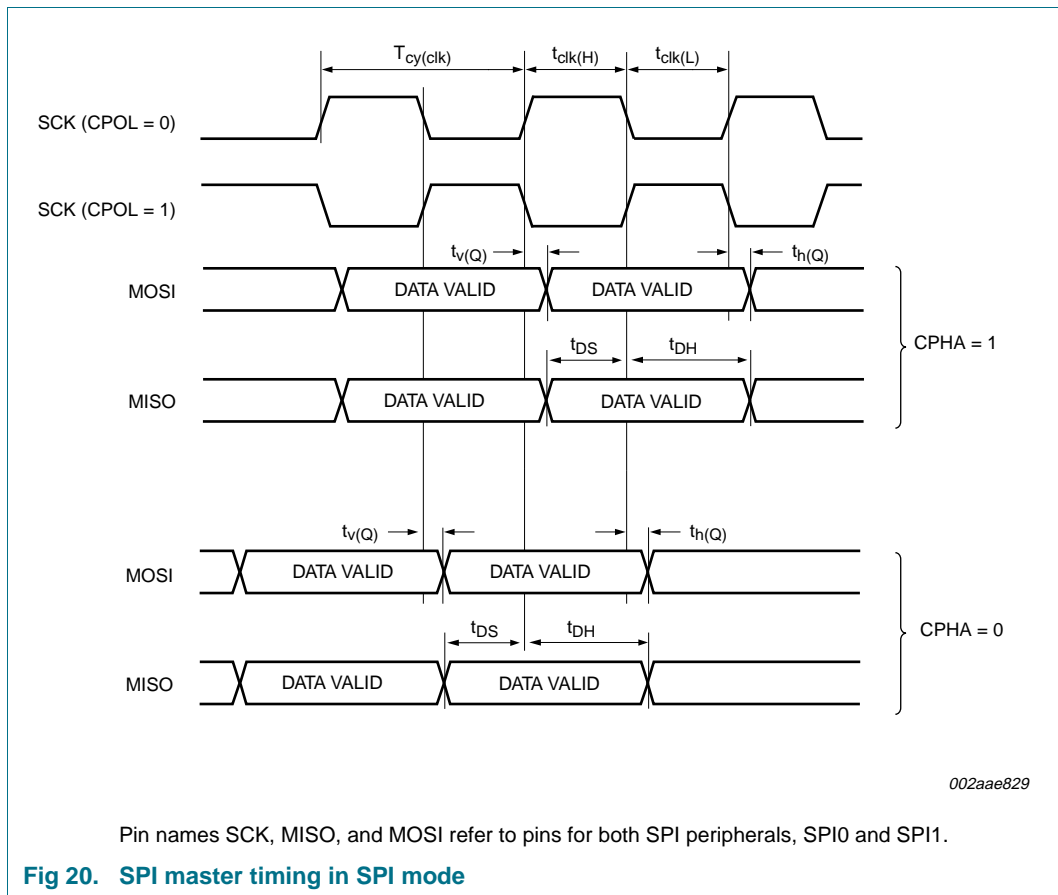 Tcy(clk) tclk(H) tclk(L)
SCK (CPOL = 0)
SCK (CPOL = 1)
tv(Q) th(Q)
MOSI DATA VALID DATA VALID
CPHA = 1
tDS tDH
MISO DATA VALID DATA VALID
tv(Q) th(Q)
MOSI DATA VALID DATA VALID
CPHA = 0
tDS tDH
MISO DATA VALID DATA VALID
002aae829
Pin names SCK, MISO, and MOSI refer to pins for both SPI peripherals, SPI0 and SPI1.
Fig 20. SPI master timing in SPI mode